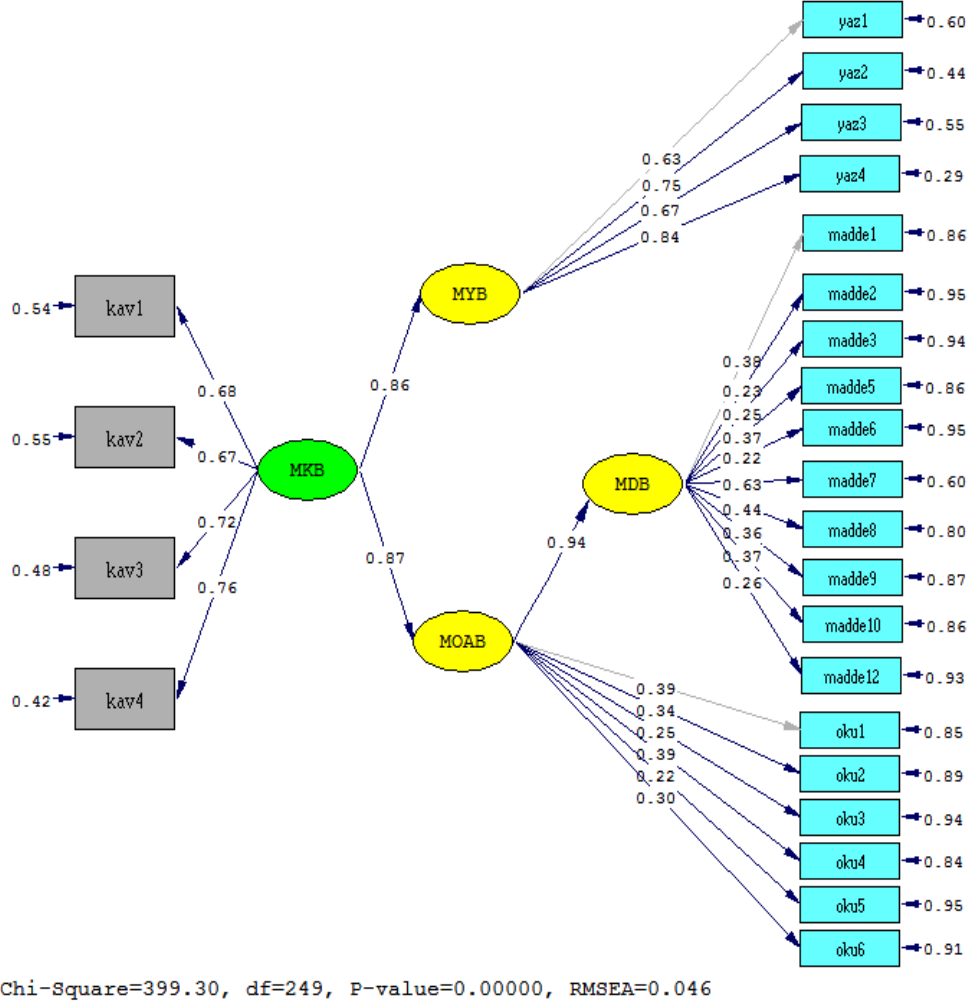 yaz1 0.60
yaz2 0.44
yaz3 0.55
0.63
yaz4 0.29
0.75
0.67
0.84
madde1 0.86
MYB
madde2 0.95
0.54 kav1
madde3 0.94
0.38
0.86
madde5 0.86
0.68
0.23
0.25
madde6 0.95
0.55 kav2
0.37
0.67
0.22
MKB
MDB
madde7 0.60
0.63
0.44
0.72
madde8 0.80
0.36
0.94
0.87
0.37
0.48 kav3
madde9 0.87
0.26
0.76
madde10 0.86
MOAB
madde12 0.93
0.39
0.42 kav4
0.34
oku1 0.85
0.25
0.39
oku2 0.89
0.22
0.30
oku3 0.94
oku4 0.84
oku5 0.95
oku6 0.91
Chi-Square=399.30, df=249, P-value=0.00000, RMSEA=0.046